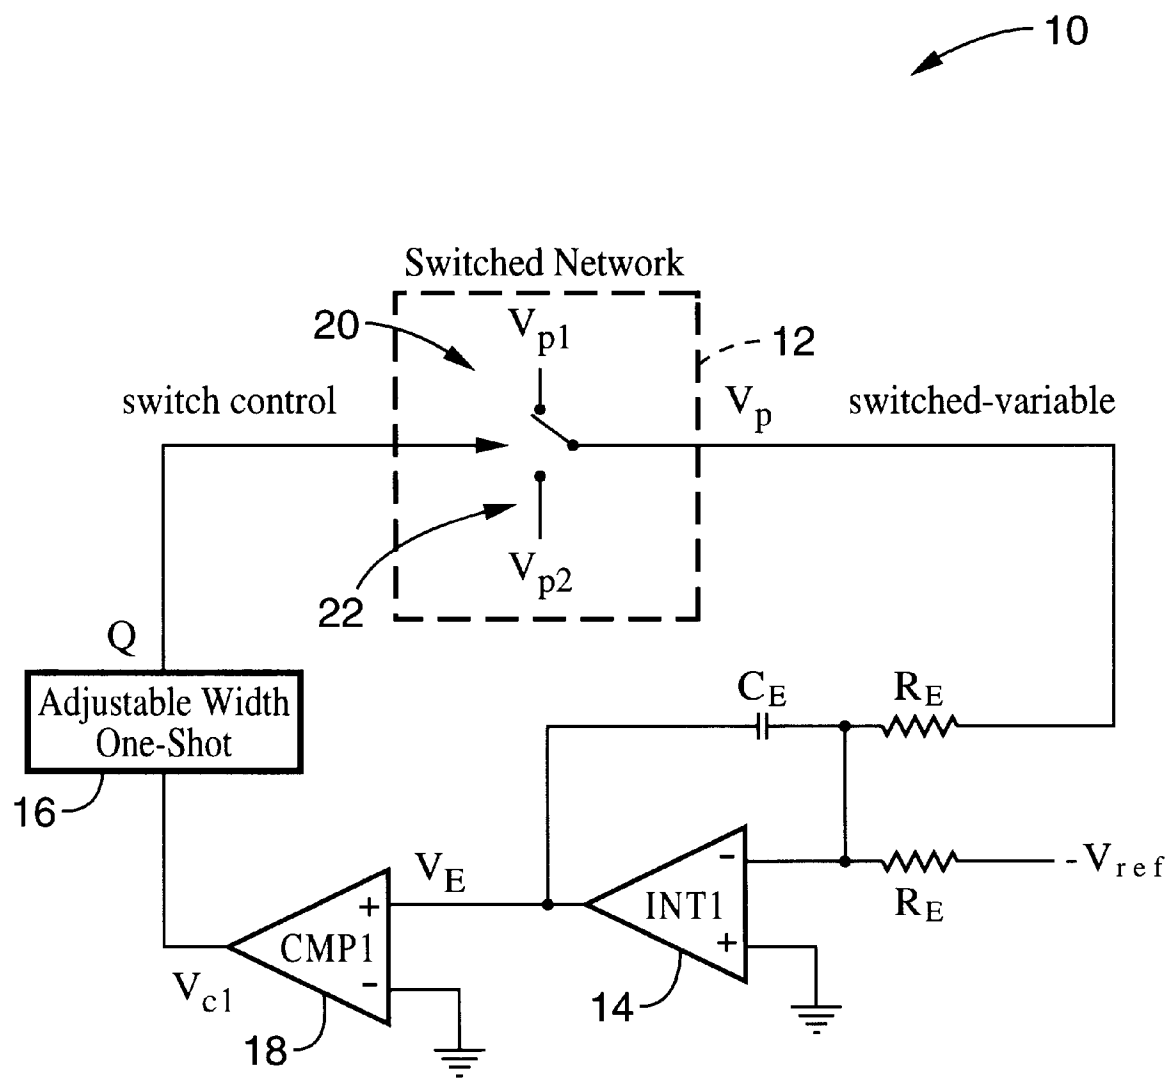 10
Switched Network
20
Vp1
12
switch control
Vp
switched-variable
22
Vp2
Q
Adjustable Width
One-Shot
16
CE
RE
-
INT1
+
14
RE
-Vref
VE
+
CMP1
-
18
Vc1